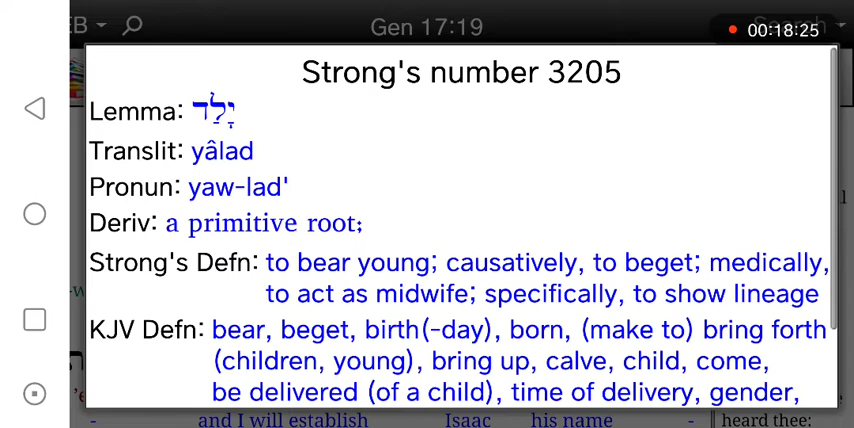 EB Gen 17:19 Search
00:18:25
Strong's number 3205
Lemma: יָלַד
Translit: yâlad
Pronun: yaw-lad'
Deriv: a primitive root;
Strong's Defn: to bear young; causatively, to beget; medically,
to act as midwife; specifically, to show lineage
KJV Defn: bear, beget, birth(-day), born, (make to) bring forth
(children, young), bring up, calve, child, come,
be delivered (of a child), time of delivery, gender,
- and I will establish Isaac his name - heard thee: